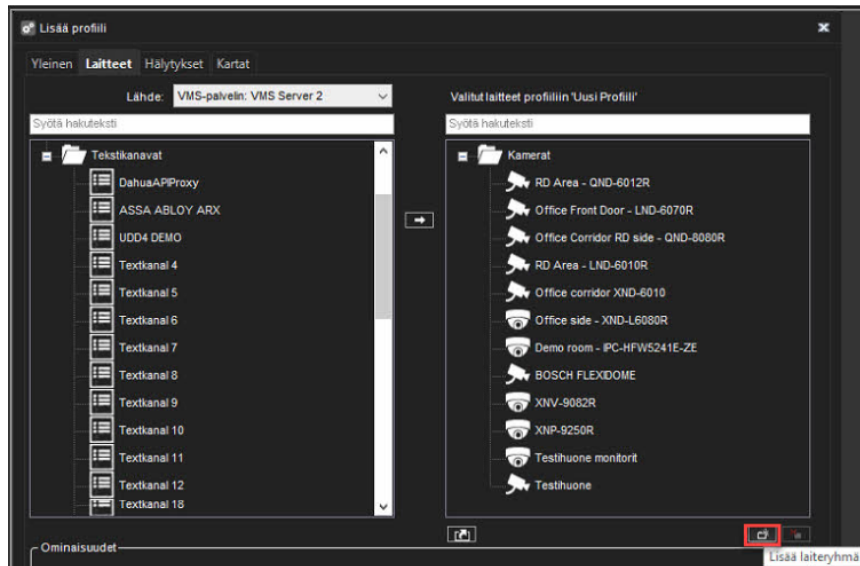 Lisää profiili
Yleinen Laitteet Hälytykset Kartat
Lähde: VMS-palvelin: VMS Server 2
Syötä hakuteksti
Tekstikanavat
DahuaAPIProxy
ASSA ABLOY ARX
UDD4 DEMO
Textkanal 4
Textkanal 5
Textkanal 6
Textkanal 7
Textkanal 8
Textkanal 9
Textkanal 10
Textkanal 11
Textkanal 12
Textkanal 18
Valitut laitteet profiiliin 'Uusi Profiili'
Syötä hakuteksti
Kamerat
RD Area - QND-6012R
Office Front Door - LND-6070R
Office Corridor RD side - QND-8080R
RD Area - LND-6010R
Office corridor XND-6010
Office side - XND-L6080R
Demo room - IPC-HFW5241E-ZE
BOSCH FLEXIDOME
XNV-9082R
XNP-9250R
Testihuone monitorit
Testihuone
Lisää laiteryhmä
Ominaisuudet